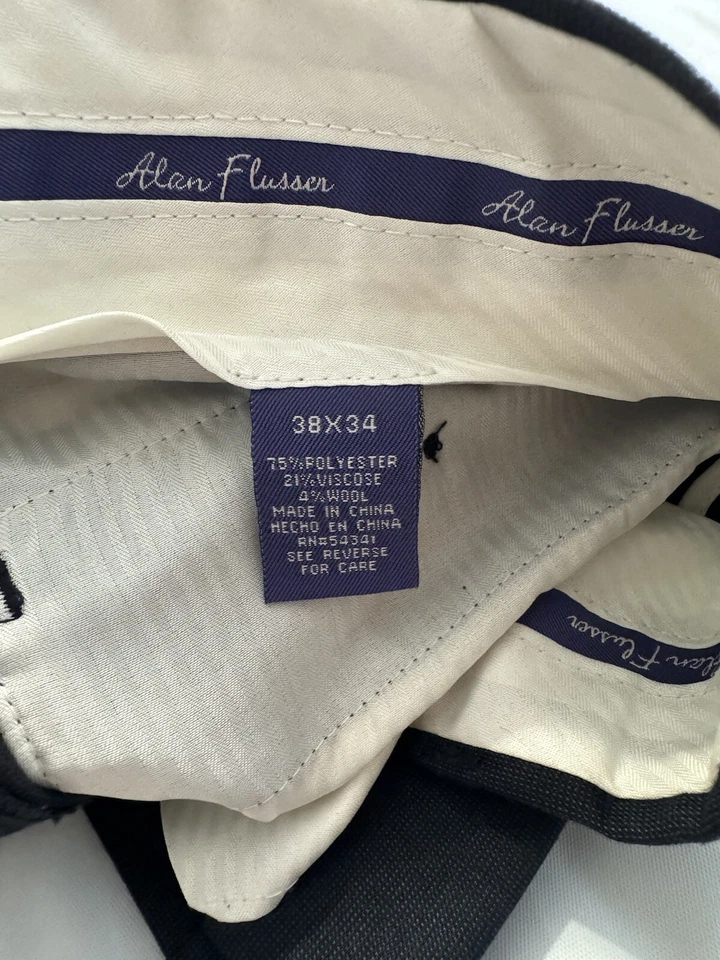 Alan Flusser
Alan Flusser
38X34
75%POLYESTER
21%VISCOSE
4%WOOL
MADE IN CHINA
HECHO EN CHINA
RN#54341
SEE REVERSE
FOR CARE
Alan Flusser